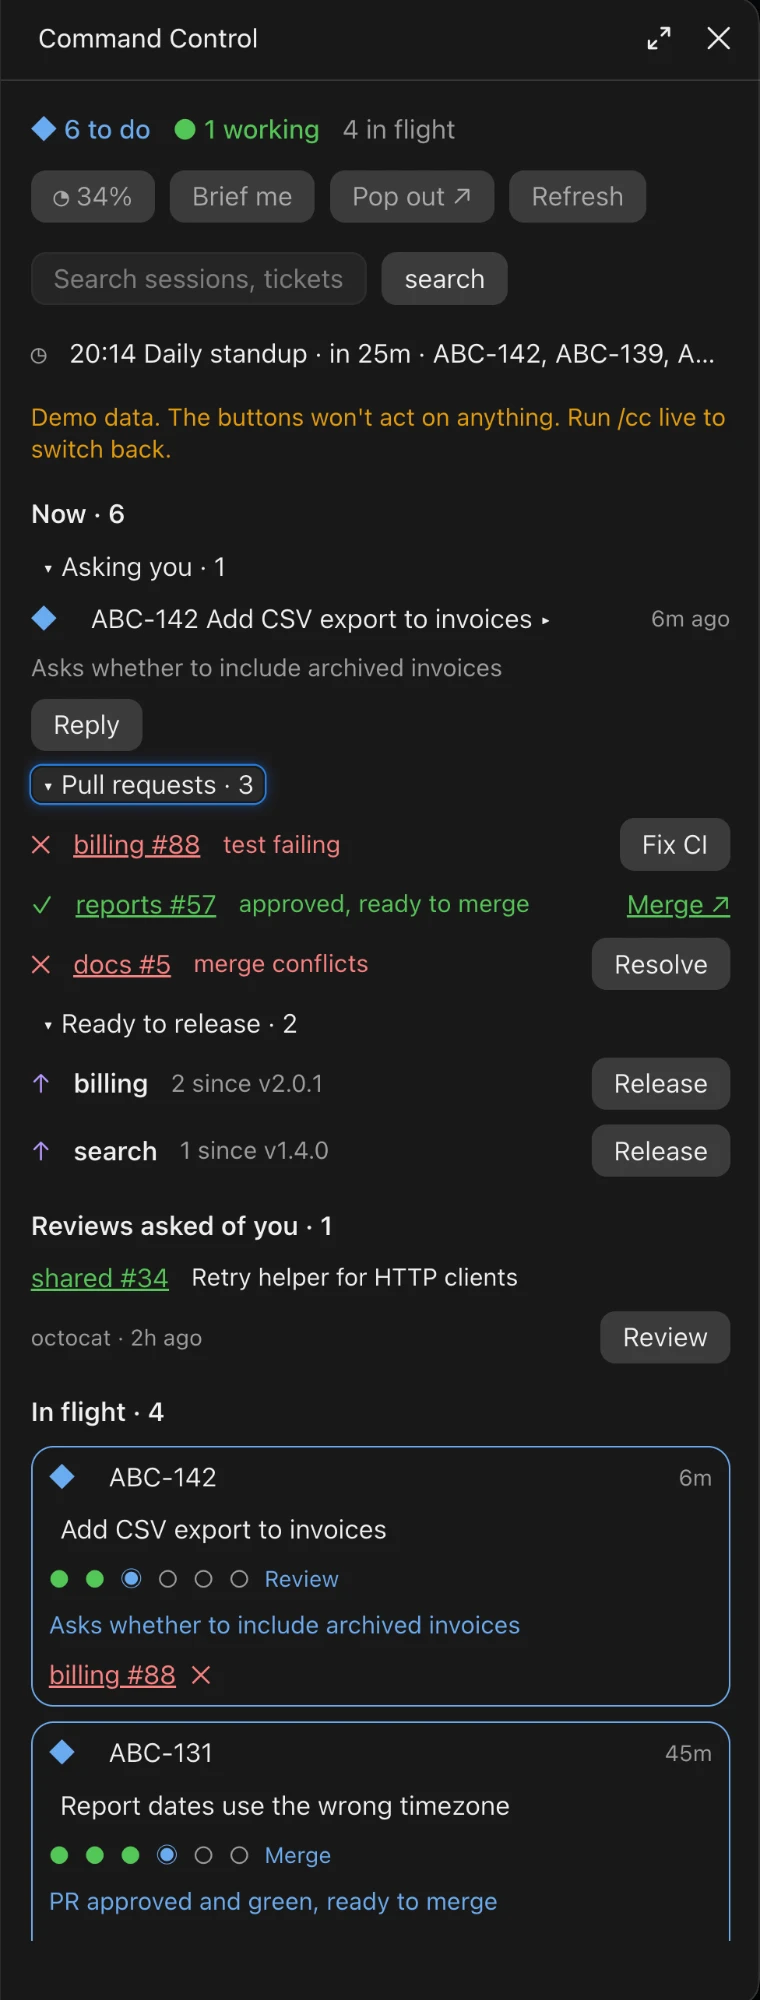 Command Control
6 to do 1 working 4 in flight
34% Brief me Pop out ↗ Refresh
Search sessions, tickets search
20:14 Daily standup · in 25m · ABC-142, ABC-139, A...
Demo data. The buttons won't act on anything. Run /cc live to
switch back.
Now · 6
▾ Asking you · 1
ABC-142 Add CSV export to invoices ▸ 6m ago
Asks whether to include archived invoices
Reply
▾ Pull requests · 3
billing #88 test failing Fix CI
reports #57 approved, ready to merge Merge ↗
docs #5 merge conflicts Resolve
▾ Ready to release · 2
↑ billing 2 since v2.0.1 Release
↑ search 1 since v1.4.0 Release
Reviews asked of you · 1
shared #34 Retry helper for HTTP clients
octocat · 2h ago Review
In flight · 4
ABC-142 6m
Add CSV export to invoices
Review
Asks whether to include archived invoices
billing #88
ABC-131 45m
Report dates use the wrong timezone
Merge
PR approved and green, ready to merge